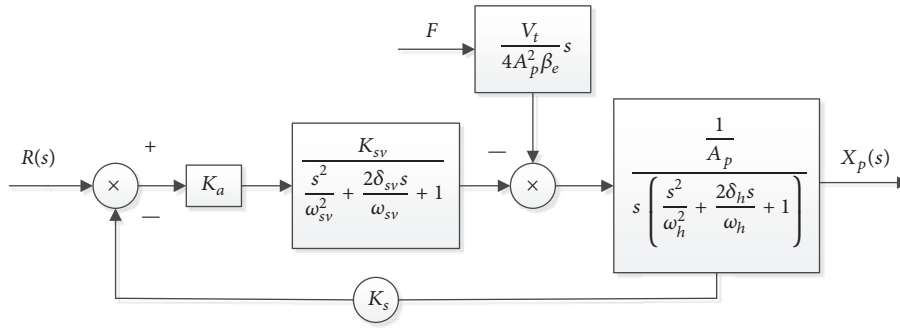 F
V_t
4A_p^2 β_e s
R(s)
+
×
−
K_a
K_sv
s^2/ω_sv^2 + 2δ_sv s/ω_sv + 1
−
×
1
A_p
s(s^2/ω_h^2 + 2δ_h s/ω_h + 1)
X_p(s)
K_s